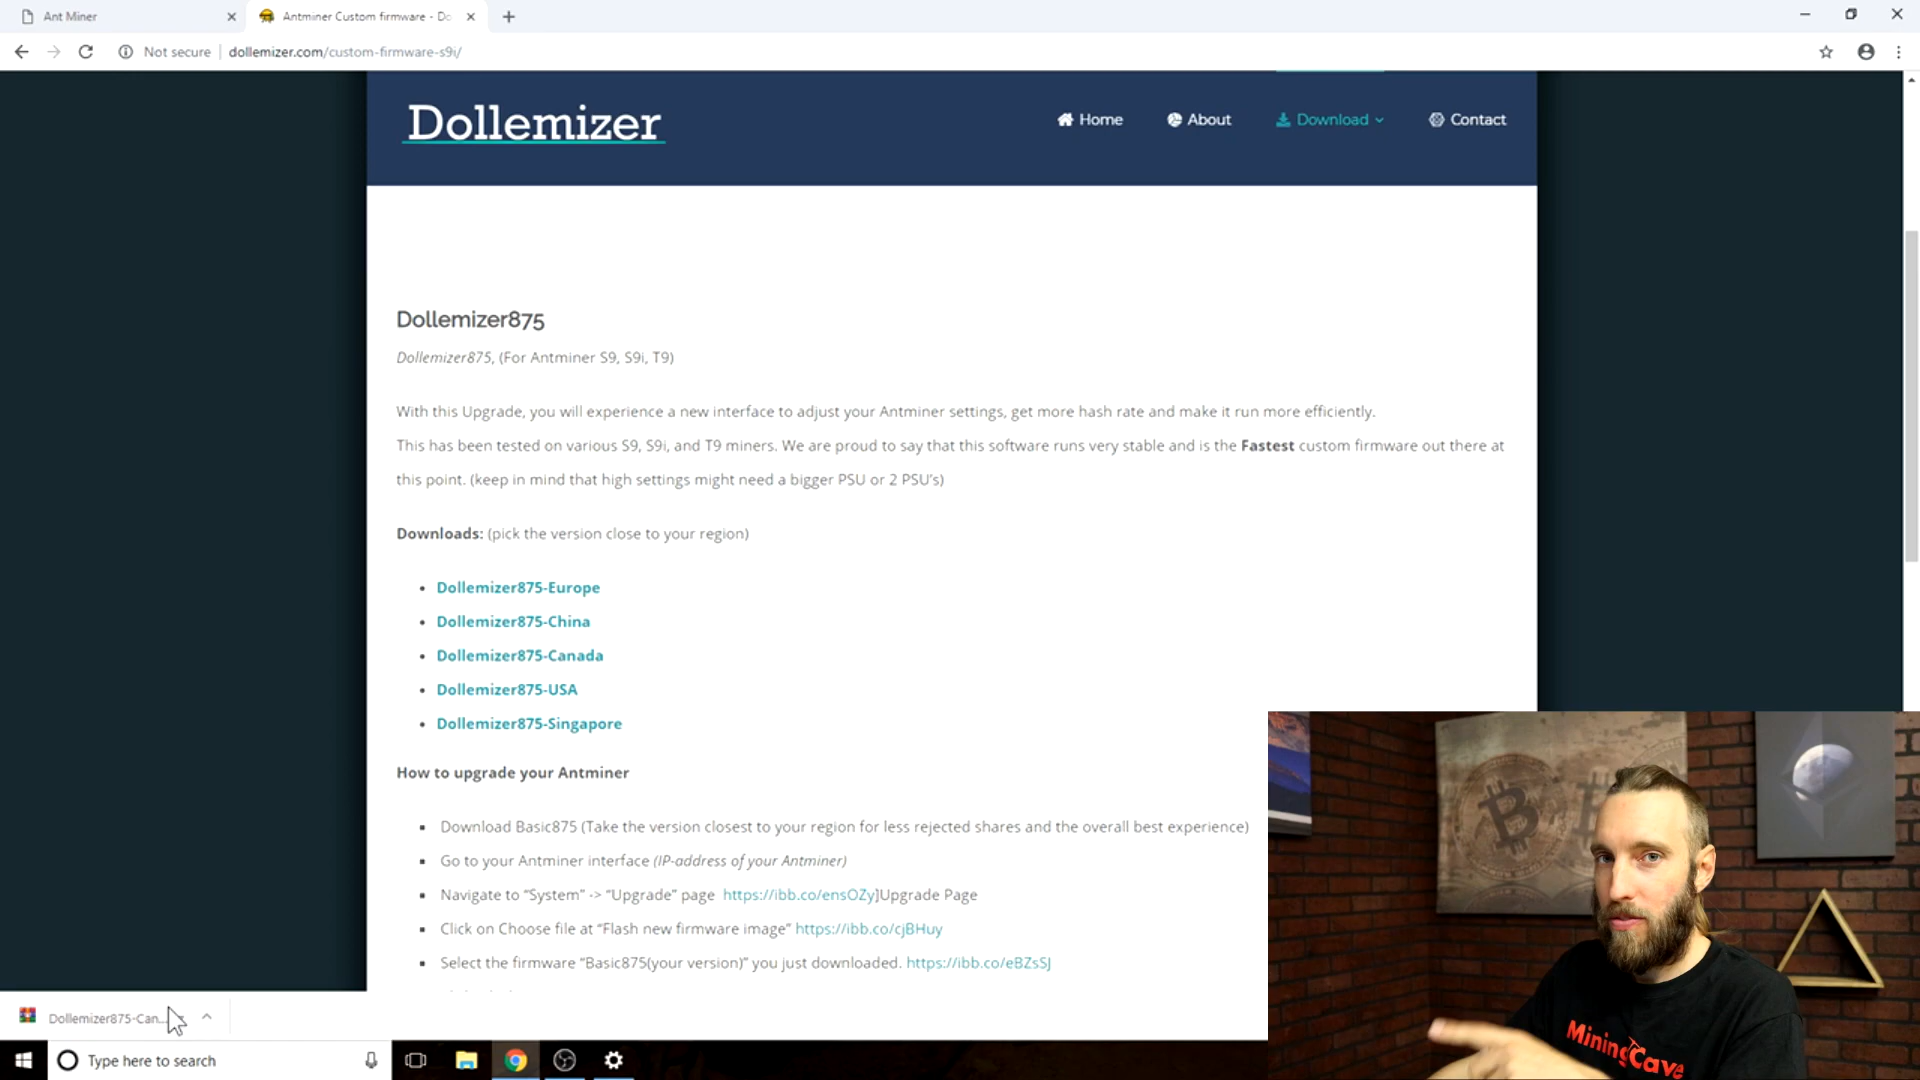 Ant Miner
Antminer Custom firmware - Do
Not secure
dollemizer.com/custom-firmware-s9i/
Dollemizer
Home
About
Download
Contact
Dollemizer875
Dollemizer875, (For Antminer S9, S9i, T9)
With this Upgrade, you will experience a new interface to adjust your Antminer settings, get more hash rate and make it run more efficiently.
This has been tested on various S9, S9i, and T9 miners. We are proud to say that this software runs very stable and is the Fastest custom firmware out there at
this point. (keep in mind that high settings might need a bigger PSU or 2 PSU's)
Downloads: (pick the version close to your region)
Dollemizer875-Europe
Dollemizer875-China
Dollemizer875-Canada
Dollemizer875-USA
Dollemizer875-Singapore
How to upgrade your Antminer
Download Basic875 (Take the version closest to your region for less rejected shares and the overall best experience)
Go to your Antminer interface (IP-address of your Antminer)
Navigate to “System” -> “Upgrade” page https://ibb.co/ensOZy]Upgrade Page
Click on Choose file at “Flash new firmware image” https://ibb.co/cjBHuy
Select the firmware “Basic875(your version)” you just downloaded. https://ibb.co/eBZsSJ
Dollemizer875-Can...
Type here to search
MiningCave